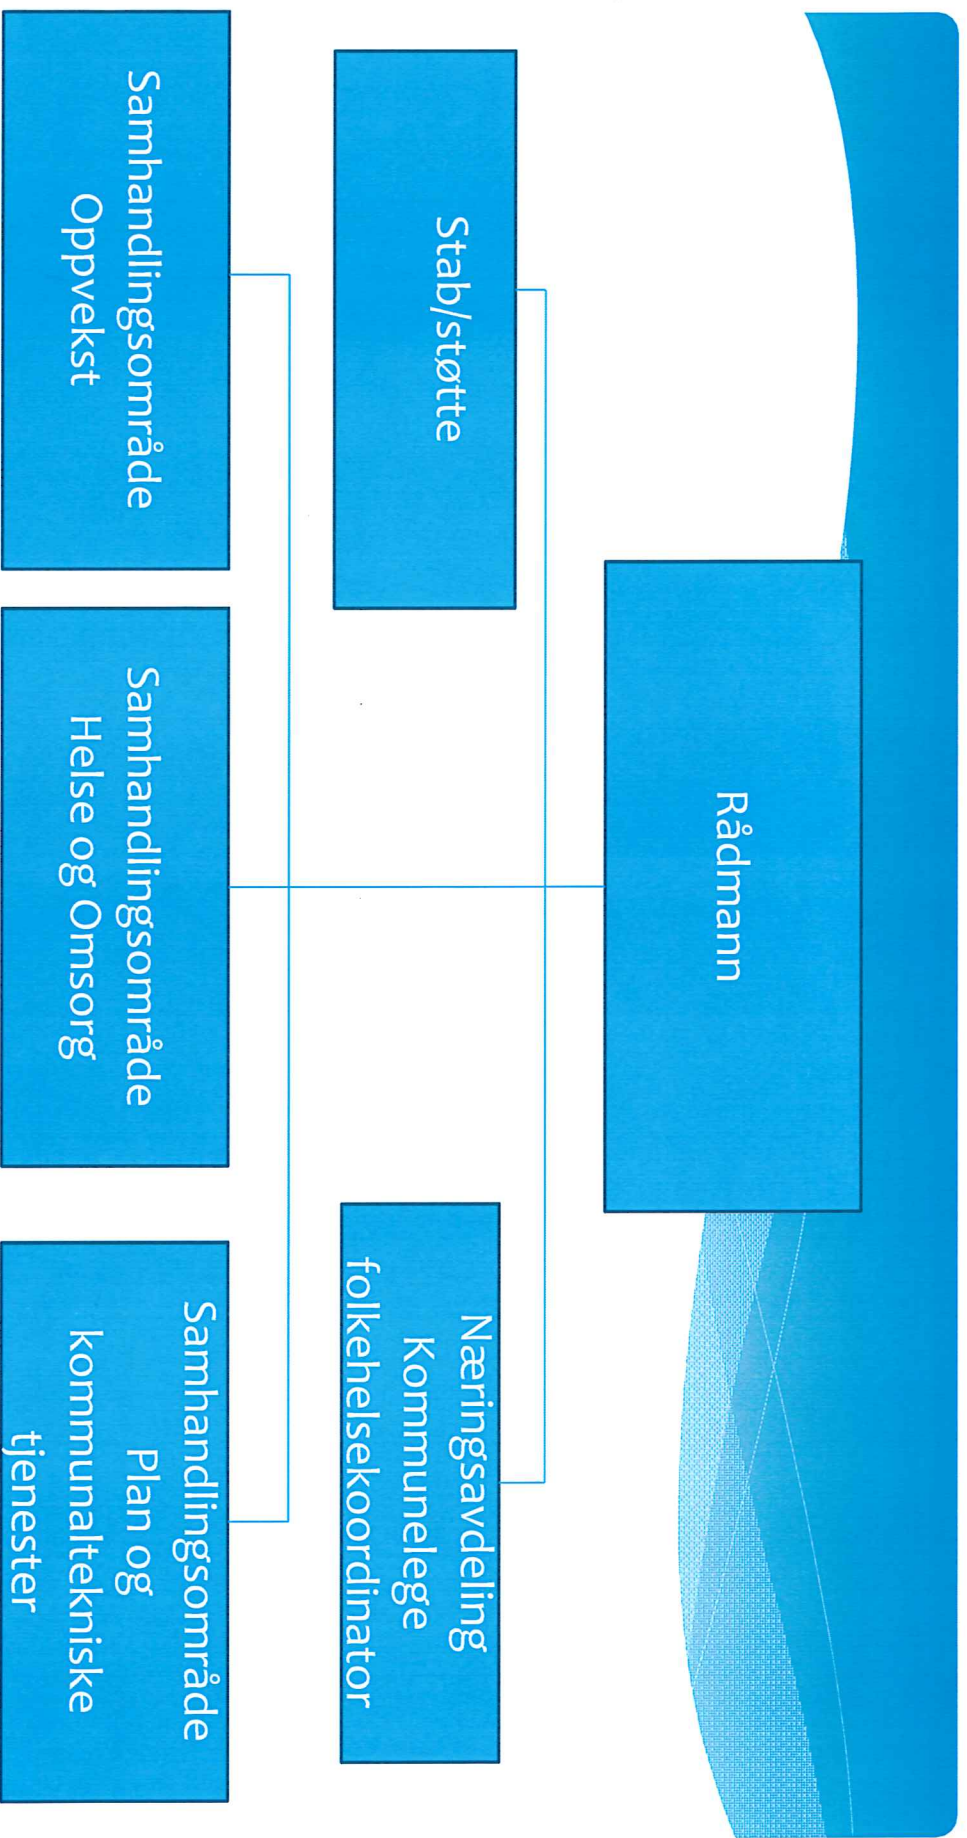 Rådmann
Stab/støtte
Næringsavdeling
Kommunelege
folkehelsekoordinator
Samhandlingsområde
Oppvekst
Samhandlingsområde
Helse og Omsorg
Samhandlingsområde
Plan og
kommunaltekniske
tjenester